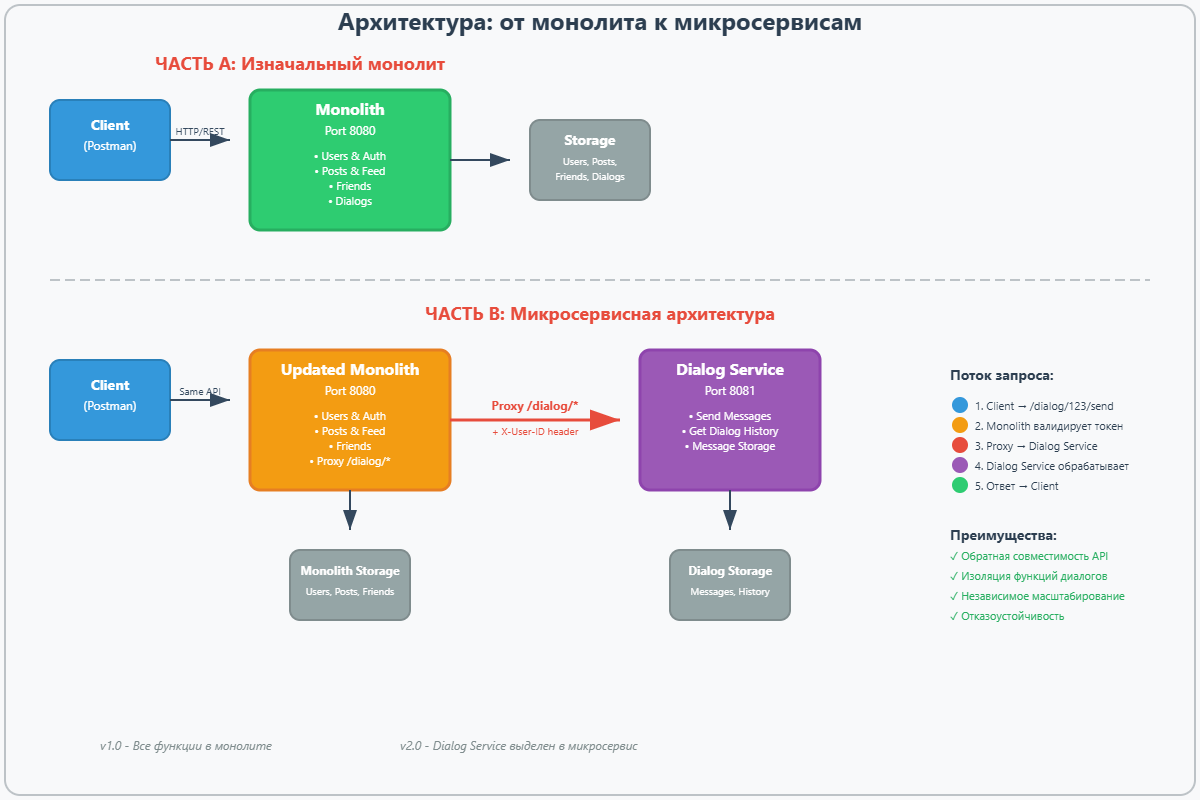 Архитектура: от монолита к микросервисам
ЧАСТЬ A: Изначальный монолит
Client
(Postman)
HTTP/REST
Monolith
Port 8080
• Users & Auth
• Posts & Feed
• Friends
• Dialogs
Storage
Users, Posts,
Friends, Dialogs
ЧАСТЬ B: Микросервисная архитектура
Client
(Postman)
Same API
Updated Monolith
Port 8080
• Users & Auth
• Posts & Feed
• Friends
• Proxy /dialog/*
Proxy /dialog/*
+ X-User-ID header
Dialog Service
Port 8081
• Send Messages
• Get Dialog History
• Message Storage
Monolith Storage
Users, Posts, Friends
Dialog Storage
Messages, History
Поток запроса:
1. Client → /dialog/123/send
2. Monolith валидирует токен
3. Proxy → Dialog Service
4. Dialog Service обрабатывает
5. Ответ → Client
Преимущества:
✓ Обратная совместимость API
✓ Изоляция функций диалогов
✓ Независимое масштабирование
✓ Отказоустойчивость
v1.0 - Все функции в монолите
v2.0 - Dialog Service выделен в микросервис